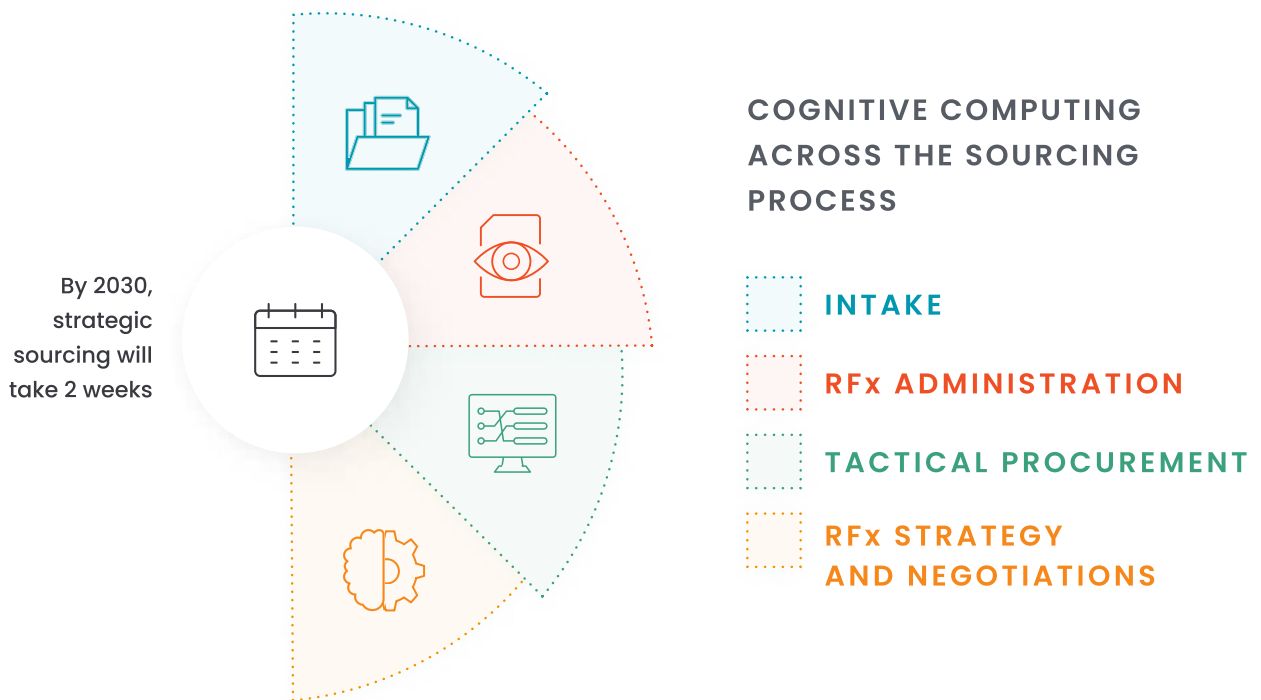 By 2030,
strategic
sourcing will
take 2 weeks
COGNITIVE COMPUTING
ACROSS THE SOURCING
PROCESS
INTAKE
RFx ADMINISTRATION
TACTICAL PROCUREMENT
RFx STRATEGY
AND NEGOTIATIONS